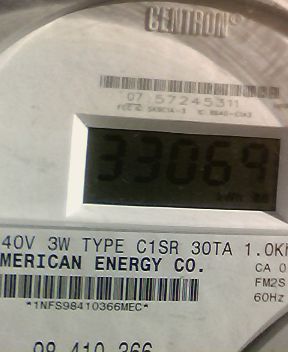 CENTRON®
07 57245311
33069
40V 3W TYPE C1SR 30TA 1.0K
MERICAN ENERGY CO.
CA 0
FM2S
60Hz
*1NFS98410366MEC*
98 410 366